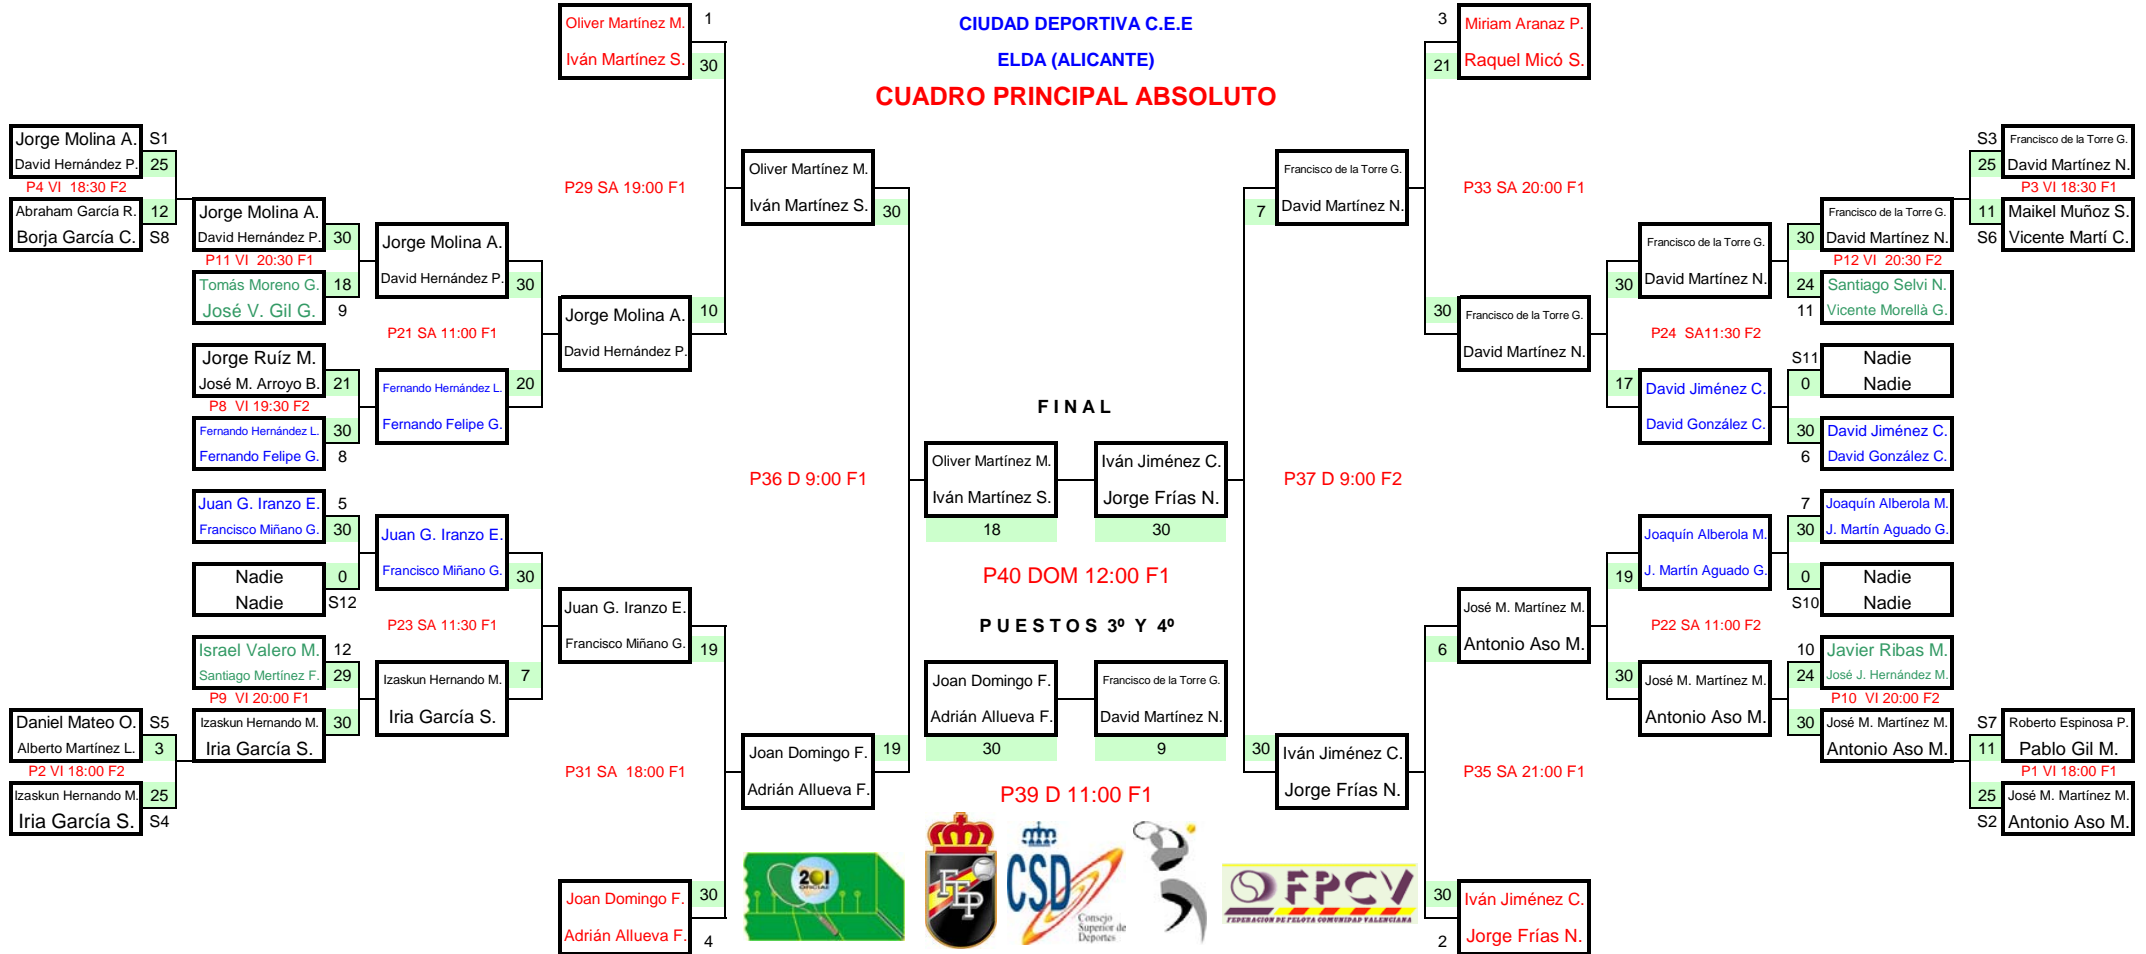 CIUDAD DEPORTIVA C.E.E
ELDA (ALICANTE)
CUADRO PRINCIPAL ABSOLUTO
Oliver Martínez M. 1
Iván Martínez S. 30
P29 SA 19:00 F1
Jorge Molina A. S1
David Hernández P. 25
P4 VI 18:30 F2
Abraham García R. 12
Borja García C. S8
Jorge Molina A.
David Hernández P. 30
P11 VI 20:30 F1
Tomás Moreno G. 18
José V. Gil G. 9
Jorge Molina A.
David Hernández P. 30
P21 SA 11:00 F1
Jorge Ruíz M.
José M. Arroyo B. 21
P8 VI 19:30 F2
Fernando Hernández L. 30
Fernando Felipe G. 8
Fernando Hernández L. 20
Fernando Felipe G.
Jorge Molina A. 10
David Hernández P.
Oliver Martínez M.
Iván Martínez S. 30
P36 D 9:00 F1
Juan G. Iranzo E. 5
Francisco Miñano G. 30
Nadie 0
Nadie S12
Juan G. Iranzo E.
Francisco Miñano G. 30
P23 SA 11:30 F1
Israel Valero M. 12
Santiago Mertínez F. 29
P9 VI 20:00 F1
Izaskun Hernando M. 30
Iria García S.
Daniel Mateo O. S5
Alberto Martínez L. 3
P2 VI 18:00 F2
Izaskun Hernando M. 25
Iria García S. S4
Izaskun Hernando M. 7
Iria García S.
Juan G. Iranzo E.
Francisco Miñano G. 19
P31 SA 18:00 F1
Joan Domingo F. 19
Adrián Allueva F.
Joan Domingo F. 30
Adrián Allueva F. 4
F I N A L
Oliver Martínez M.
Iván Martínez S.
18
Iván Jiménez C.
Jorge Frías N.
30
P40 DOM 12:00 F1
P U E S T O S 3º Y 4º
Joan Domingo F.
Adrián Allueva F.
30
Francisco de la Torre G.
David Martínez N.
9
P39 D 11:00 F1
3 Miriam Aranaz P.
21 Raquel Micó S.
P33 SA 20:00 F1
Francisco de la Torre G.
7 David Martínez N.
P37 D 9:00 F2
30 Francisco de la Torre G.
David Martínez N.
Francisco de la Torre G.
30 David Martínez N.
P24 SA11:30 F2
17 David Jiménez C.
David González C.
S3 Francisco de la Torre G.
25 David Martínez N.
P3 VI 18:30 F1
11 Maikel Muñoz S.
S6 Vicente Martí C.
Francisco de la Torre G.
30 David Martínez N.
P12 VI 20:30 F2
24 Santiago Selvi N.
11 Vicente Morellà G.
S11 Nadie
0 Nadie
30 David Jiménez C.
6 David González C.
7 Joaquín Alberola M.
30 J. Martín Aguado G.
0 Nadie
S10 Nadie
Joaquín Alberola M.
19 J. Martín Aguado G.
P22 SA 11:00 F2
30 José M. Martínez M.
Antonio Aso M.
10 Javier Ribas M.
24 José J. Hernández M.
P10 VI 20:00 F2
30 José M. Martínez M.
Antonio Aso M.
S7 Roberto Espinosa P.
11 Pablo Gil M.
P1 VI 18:00 F1
25 José M. Martínez M.
S2 Antonio Aso M.
José M. Martínez M.
6 Antonio Aso M.
P35 SA 21:00 F1
30 Iván Jiménez C.
Jorge Frías N.
30 Iván Jiménez C.
2 Jorge Frías N.
201
OFICIAL
FEP
CSD
Consejo
Superior de
Deportes
FPCV
FEDERACION DE PELOTA COMUNIDAD VALENCIANA